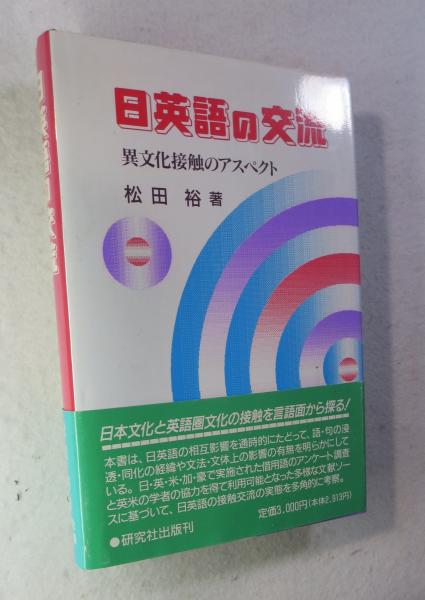 日英語の交流
異文化接触のアスペクト
松田 裕 著
日本文化と英語圏文化の接触を言語面から探る!
本書は、日英語の相互影響を通時的にたどって、語・句の浸
透・同化の経緯や文法・文体上の影響の有無を明らかにして
いる。日・英・米・加・豪で実施された借用語のアンケート調査
と英米の学者の協力を得て利用可能となった多様な文献ソー
スに基づいて、日英語の接触交流の実態を多角的に考察。
●研究社出版刊
定価3,000円(本体2,913円)